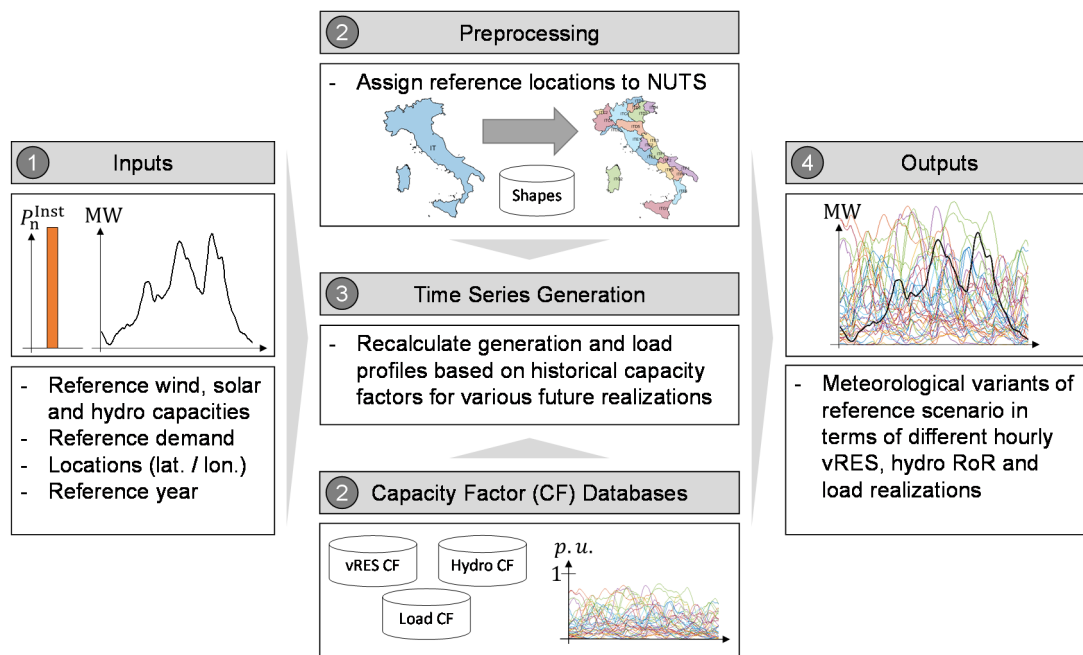 1 Inputs
P_n^Inst
MW
- Reference wind, solar
and hydro capacities
- Reference demand
- Locations (lat. / lon.)
- Reference year
2 Preprocessing
- Assign reference locations to NUTS
IT
Shapes
3 Time Series Generation
- Recalculate generation and load
profiles based on historical capacity
factors for various future realizations
2 Capacity Factor (CF) Databases
vRES CF
Hydro CF
Load CF
p. u.
1
4 Outputs
MW
- Meteorological variants of
reference scenario in
terms of different hourly
vRES, hydro RoR and
load realizations